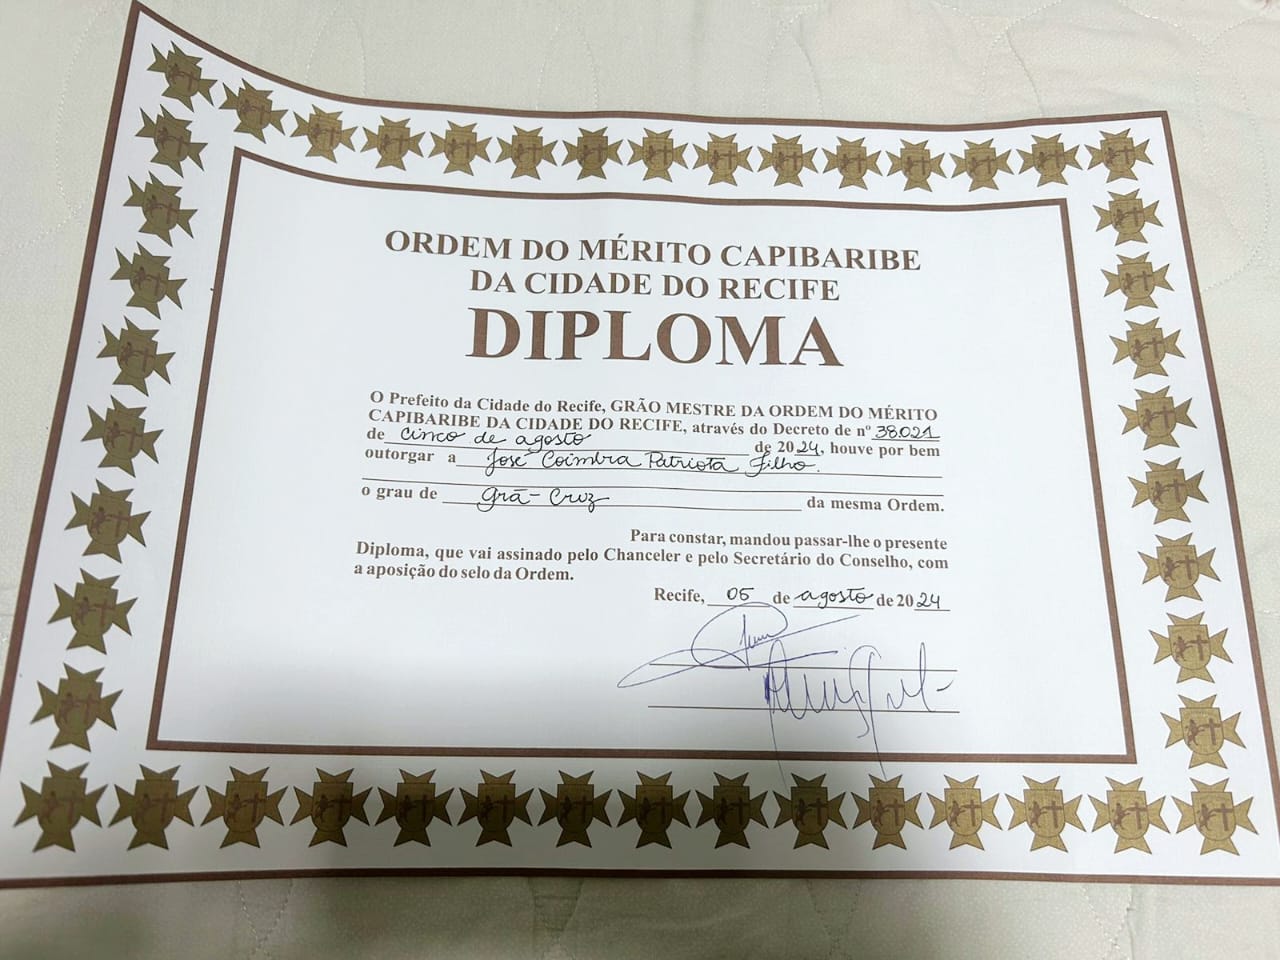 ORDEM DO MÉRITO CAPIBARIBE
DA CIDADE DO RECIFE
DIPLOMA
O Prefeito da Cidade do Recife, GRÃO MESTRE DA ORDEM DO MÉRITO
CAPIBARIBE DA CIDADE DO RECIFE, através do Decreto de nº 38.021
de cinco de agosto de 2024, houve por bem
outorgar a José Coimbra Patriota Filho.
o grau de Grã-Cruz da mesma Ordem.
Para constar, mandou passar-lhe o presente
Diploma, que vai assinado pelo Chanceler e pelo Secretário do Conselho, com
a aposição do selo da Ordem.
Recife, 05 de agosto de 2024